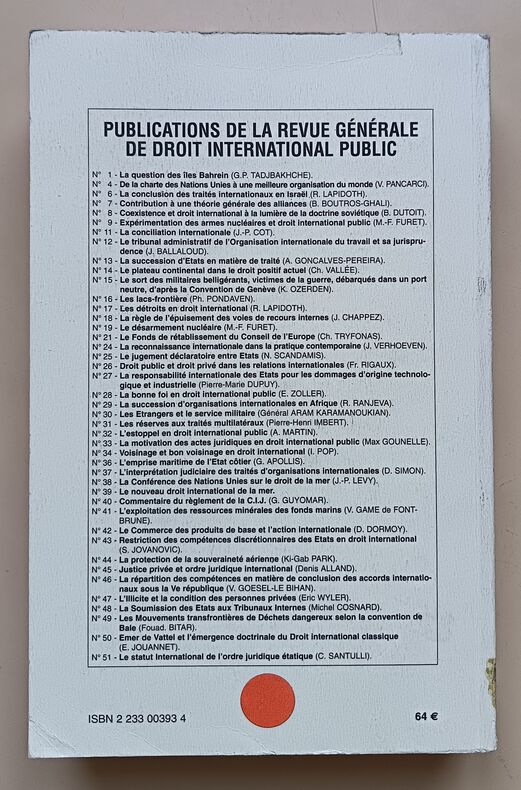 PUBLICATIONS DE LA REVUE GÉNÉRALE
DE DROIT INTERNATIONAL PUBLIC
N° 1 - La question des îles Bahrein (G.P. TADJBAKHCHE).
N° 4 - De la charte des Nations Unies à une meilleure organisation du monde (V. PANCARCI).
N° 6 - La conclusion des traités internationaux en Israël (R. LAPIDOTH).
N° 7 - Contribution à une théorie générale des alliances (B. BOUTROS-GHALI).
N° 8 - Coexistence et droit international à la lumière de la doctrine soviétique (B. DUTOIT).
N° 9 - Expérimentation des armes nucléaires et droit international public (M.-F. FURET).
N° 11 - La conciliation internationale (J.-P. COT).
N° 12 - Le tribunal administratif de l'Organisation internationale du travail et sa jurispru-
dence (J. BALLALOUD).
N° 13 - La succession d'Etats en matière de traité (A. GONCALVES-PEREIRA).
N° 14 - Le plateau continental dans le droit positif actuel (Ch. VALLÉE).
N° 15 - Le sort des militaires belligérants, victimes de la guerre, débarqués dans un port
neutre, d'après la Convention de Genève (K. OZERDEN).
N° 16 - Les lacs-frontière (Ph. PONDAVEN).
N° 17 - Les détroits en droit international (R. LAPIDOTH).
N° 18 - La règle de l'épuisement des voies de recours internes (J. CHAPPEZ).
N° 19 - Le désarmement nucléaire (M.-F. FURET).
N° 21 - Le Fonds de rétablissement du Conseil de l'Europe (Ch. TRYFONAS).
N° 24 - La reconnaissance internationale dans la pratique contemporaine (J. VERHOEVEN).
N° 25 - Le jugement déclaratoire entre Etats (N. SCANDAMIS).
N° 26 - Droit public et droit privé dans les relations internationales (Fr. RIGAUX).
N° 27 - La responsabilité internationale des Etats pour les dommages d'origine technolo-
gique et industrielle (Pierre-Marie DUPUY).
N° 28 - La bonne foi en droit international public (E. ZOLLER).
N° 29 - La succession d'organisations internationales en Afrique (R. RANJEVA).
N° 30 - Les Etrangers et le service militaire (Général ARAM KARAMANOUKIAN).
N° 31 - Les réserves aux traités multilatéraux (Pierre-Henri IMBERT).
N° 32 - L'estoppel en droit international public (A. MARTIN).
N° 33 - La motivation des actes juridiques en droit international public (Max GOUNELLE).
N° 34 - Voisinage et bon voisinage en droit international (I. POP).
N° 36 - L'emprise maritime de l'Etat côtier (G. APOLLIS).
N° 37 - L'interprétation judiciaire des traités d'organisations internationales (D. SIMON).
N° 38 - La Conférence des Nations Unies sur le droit de la mer (J.-P. LEVY).
N° 39 - Le nouveau droit international de la mer.
N° 40 - Commentaire du règlement de la C.I.J. (G. GUYOMAR).
N° 41 - L'exploitation des ressources minérales des fonds marins (V. GAME de FONT-
BRUNE).
N° 42 - Le Commerce des produits de base et l'action internationale (D. DORMOY).
N° 43 - Restriction des compétences discrétionnaires des Etats en droit international
(S. JOVANOVIC).
N° 44 - La protection de la souveraineté aérienne (Ki-Gab PARK).
N° 45 - Justice privée et ordre juridique international (Denis ALLAND).
N° 46 - La répartition des compétences en matière de conclusion des accords internatio-
naux sous la Ve république (V. GOESEL-LE BIHAN).
N° 47 - L'Illicite et la condition des personnes privées (Eric WYLER).
N° 48 - La Soumission des Etats aux Tribunaux Internes (Michel COSNARD).
N° 49 - Les Mouvements transfrontières de Déchets dangereux selon la convention de
Bale (Fouad. BITAR).
N° 50 - Emer de Vattel et l'émergence doctrinale du Droit international classique
(E. JOUANNET).
N° 51 - Le statut international de l'ordre juridique étatique (C. SANTULLI).
ISBN 2 233 00393 4
64 €